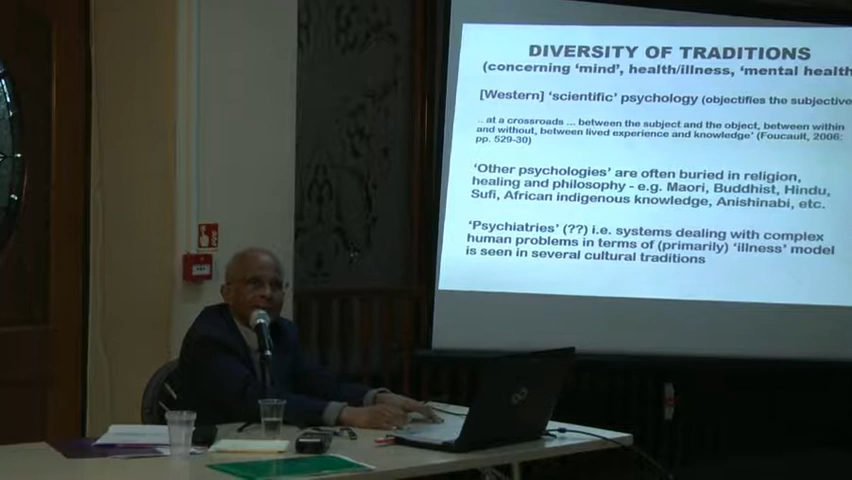 DIVERSITY OF TRADITIONS
(concerning 'mind', health/illness, 'mental health
[Western] 'scientific' psychology (objectifies the subjective
.. at a crossroads ... between the subject and the object, between within
and without, between lived experience and knowledge' (Foucault, 2006:
pp. 529-30)
'Other psychologies' are often buried in religion,
healing and philosophy - e.g. Maori, Buddhist, Hindu,
Sufi, African indigenous knowledge, Anishinabi, etc.
'Psychiatries' (??) i.e. systems dealing with complex
human problems in terms of (primarily) 'illness' model
is seen in several cultural traditions